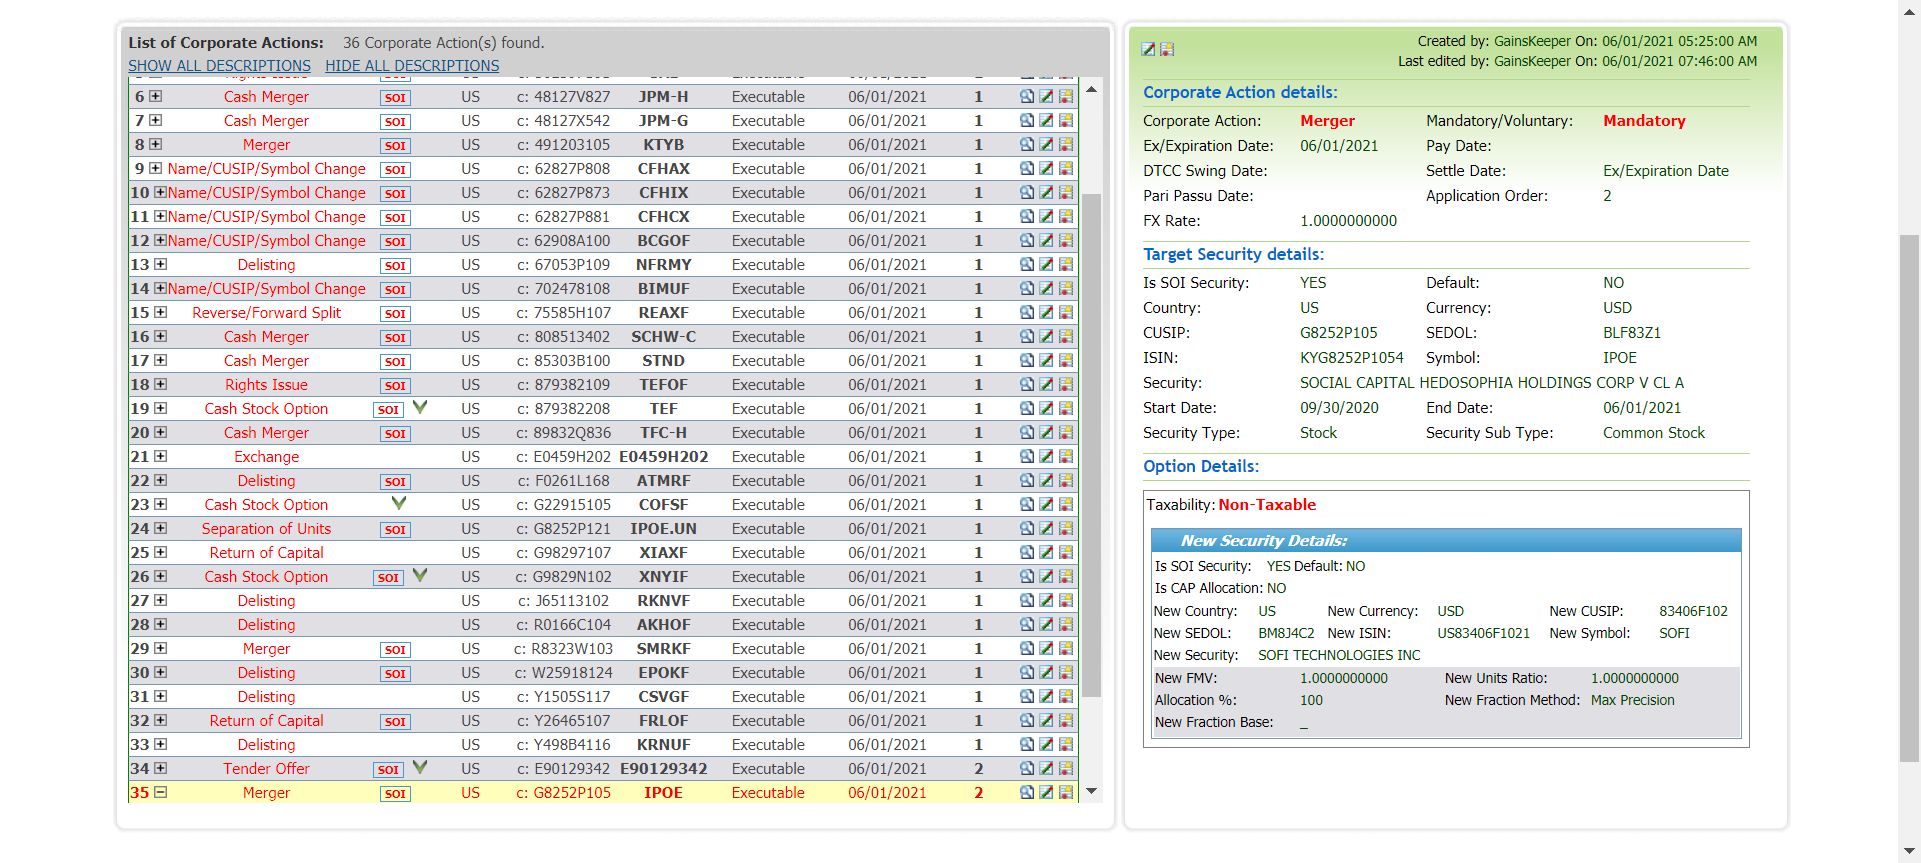 List of Corporate Actions: 36 Corporate Action(s) found.
SHOW ALL DESCRIPTIONS HIDE ALL DESCRIPTIONS
6 Cash Merger SOI US c: 48127V827 JPM-H Executable 06/01/2021 1
7 Cash Merger SOI US c: 48127X542 JPM-G Executable 06/01/2021 1
8 Merger SOI US c: 491203105 KTYB Executable 06/01/2021 1
9 Name/CUSIP/Symbol Change SOI US c: 62827P808 CFHAX Executable 06/01/2021 1
10 Name/CUSIP/Symbol Change SOI US c: 62827P873 CFHIX Executable 06/01/2021 1
11 Name/CUSIP/Symbol Change SOI US c: 62827P881 CFHCX Executable 06/01/2021 1
12 Name/CUSIP/Symbol Change SOI US c: 62908A100 BCGOF Executable 06/01/2021 1
13 Delisting SOI US c: 67053P109 NFRMY Executable 06/01/2021 1
14 Name/CUSIP/Symbol Change SOI US c: 702478108 BIMUF Executable 06/01/2021 1
15 Reverse/Forward Split SOI US c: 75585H107 REAXF Executable 06/01/2021 1
16 Cash Merger SOI US c: 808513402 SCHW-C Executable 06/01/2021 1
17 Cash Merger SOI US c: 85303B100 STND Executable 06/01/2021 1
18 Rights Issue SOI US c: 879382109 TEFOF Executable 06/01/2021 1
19 Cash Stock Option SOI US c: 879382208 TEF Executable 06/01/2021 1
20 Cash Merger SOI US c: 89832Q836 TFC-H Executable 06/01/2021 1
21 Exchange US c: E0459H202 E0459H202 Executable 06/01/2021 1
22 Delisting SOI US c: F0261L168 ATMRF Executable 06/01/2021 1
23 Cash Stock Option US c: G22915105 COFSF Executable 06/01/2021 1
24 Separation of Units SOI US c: G8252P121 IPOE.UN Executable 06/01/2021 1
25 Return of Capital US c: G98297107 XIAXF Executable 06/01/2021 1
26 Cash Stock Option SOI US c: G9829N102 XNYIF Executable 06/01/2021 1
27 Delisting US c: J65113102 RKNVF Executable 06/01/2021 1
28 Delisting US c: R0166C104 AKHOF Executable 06/01/2021 1
29 Merger SOI US c: R8323W103 SMRKF Executable 06/01/2021 1
30 Delisting SOI US c: W25918124 EPOKF Executable 06/01/2021 1
31 Delisting US c: Y1505S117 CSVGF Executable 06/01/2021 1
32 Return of Capital SOI US c: Y26465107 FRLOF Executable 06/01/2021 1
33 Delisting US c: Y498B4116 KRNUF Executable 06/01/2021 1
34 Tender Offer SOI US c: E90129342 E90129342 Executable 06/01/2021 2
35 Merger SOI US c: G8252P105 IPOE Executable 06/01/2021 2
Created by: GainsKeeper On: 06/01/2021 05:25:00 AM
Last edited by: GainsKeeper On: 06/01/2021 07:46:00 AM
Corporate Action details:
Corporate Action: Merger Mandatory/Voluntary: Mandatory
Ex/Expiration Date: 06/01/2021 Pay Date:
DTCC Swing Date: Settle Date: Ex/Expiration Date
Pari Passu Date: Application Order: 2
FX Rate: 1.0000000000
Target Security details:
Is SOI Security: YES Default: NO
Country: US Currency: USD
CUSIP: G8252P105 SEDOL: BLF83Z1
ISIN: KYG8252P1054 Symbol: IPOE
Security: SOCIAL CAPITAL HEDOSOPHIA HOLDINGS CORP V CL A
Start Date: 09/30/2020 End Date: 06/01/2021
Security Type: Stock Security Sub Type: Common Stock
Option Details:
Taxability: Non-Taxable
New Security Details:
Is SOI Security: YES Default: NO
Is CAP Allocation: NO
New Country: US New Currency: USD New CUSIP: 83406F102
New SEDOL: BM8J4C2 New ISIN: US83406F1021 New Symbol: SOFI
New Security: SOFI TECHNOLOGIES INC
New FMV: 1.0000000000 New Units Ratio: 1.0000000000
Allocation %: 100 New Fraction Method: Max Precision
New Fraction Base: _